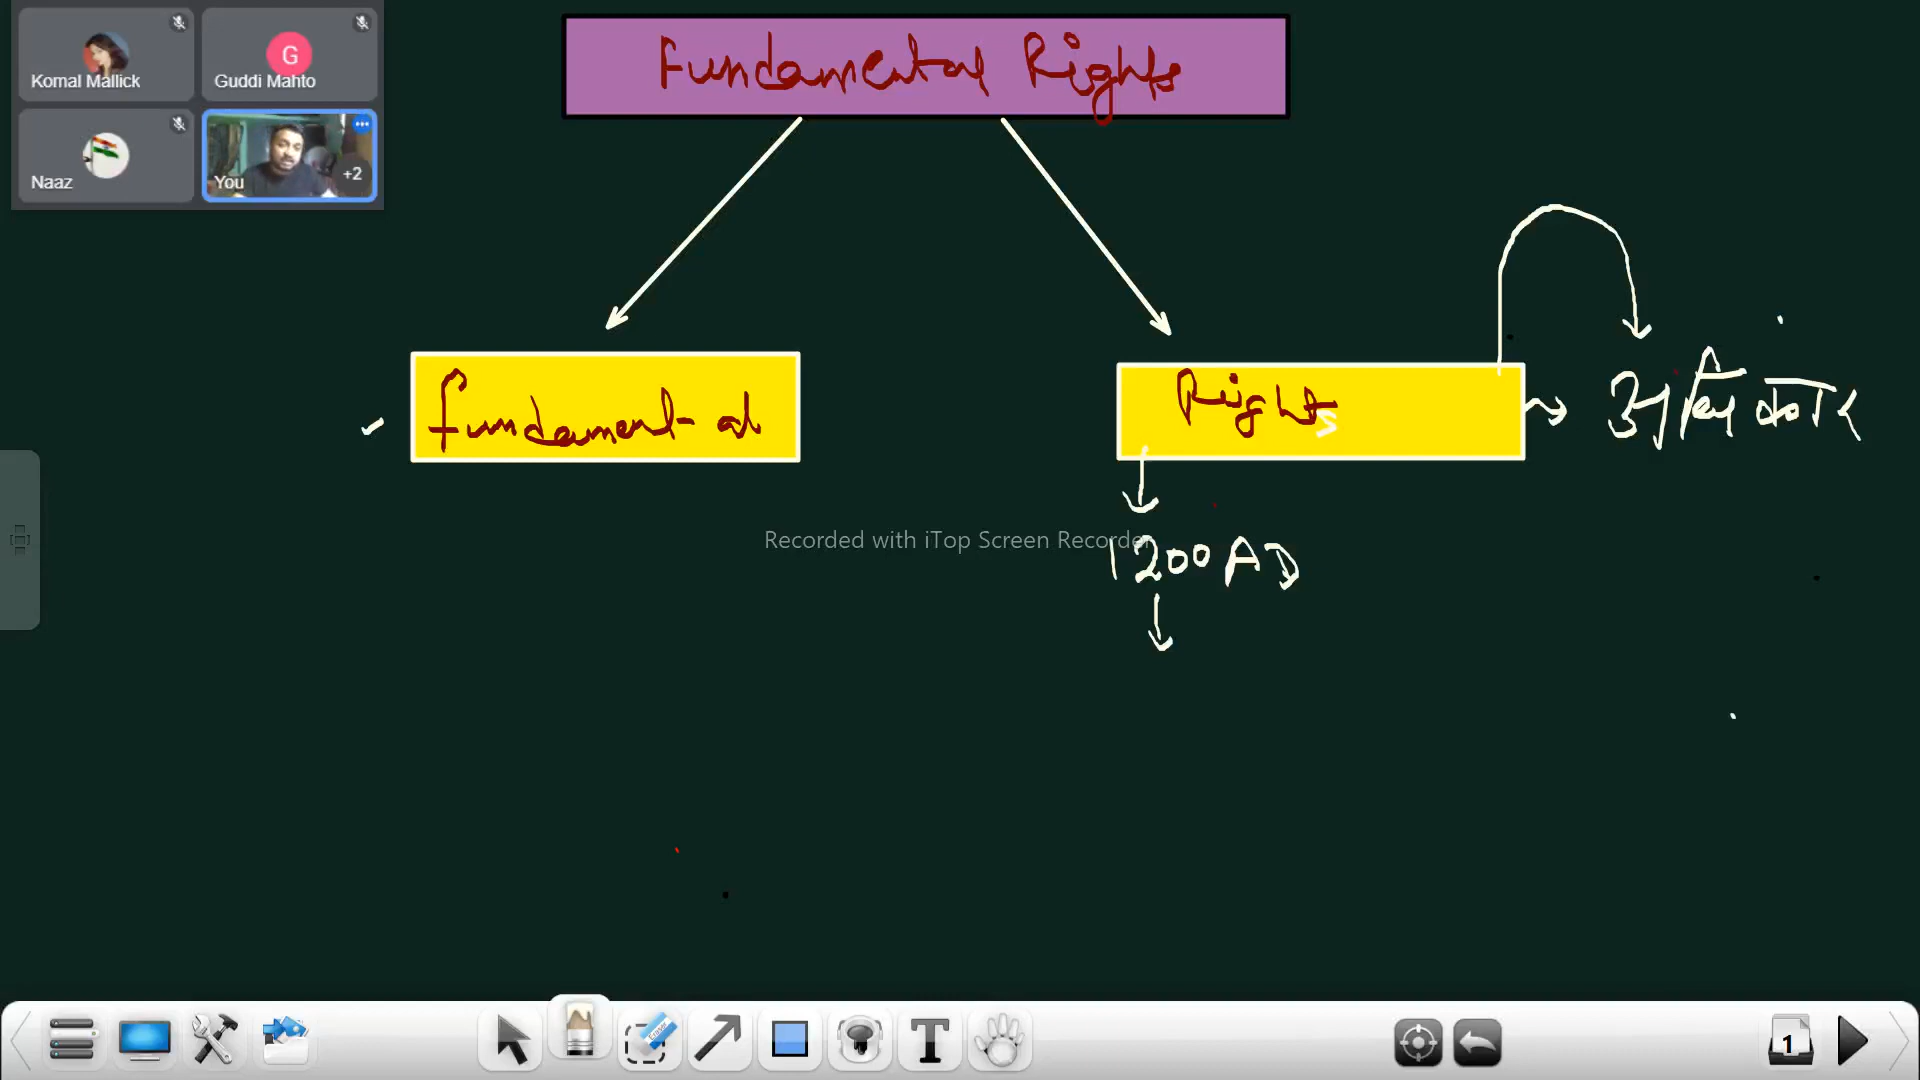 Fundamental Rights
Komal Mallick
G
Guddi Mahto
Naaz
You
+2
Fundament-al
Rights
अधिकार
Recorded with iTop Screen Recorder
1200 AD
Eraser
T
1